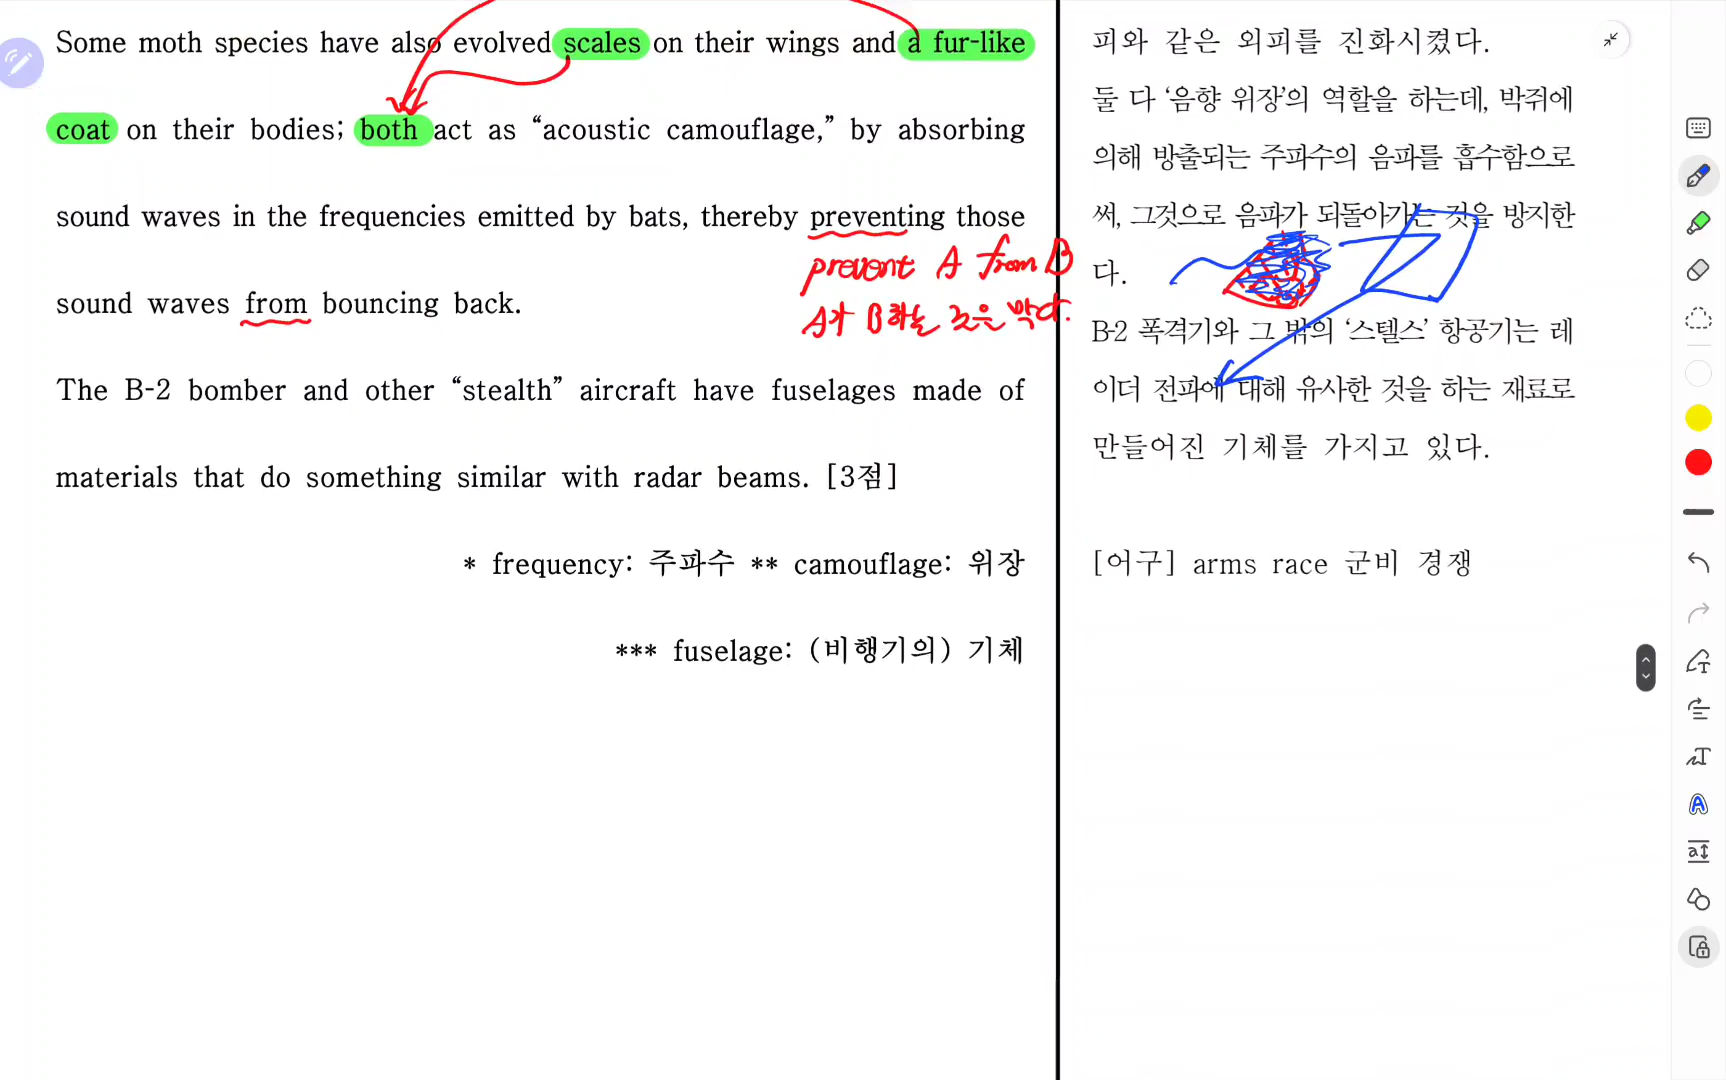 Some moth species have also evolved scales on their wings and a fur-like
coat on their bodies; both act as “acoustic camouflage,” by absorbing
sound waves in the frequencies emitted by bats, thereby preventing those
prevent A from B
sound waves from bouncing back.
A가 B하는 것을 막다.
The B-2 bomber and other “stealth” aircraft have fuselages made of
materials that do something similar with radar beams. [3점]
* frequency: 주파수 ** camouflage: 위장
*** fuselage: (비행기의) 기체
피와 같은 외피를 진화시켰다.
둘 다 ‘음향 위장’의 역할을 하는데, 박쥐에
의해 방출되는 주파수의 음파를 흡수함으로
써, 그것으로 음파가 되돌아가는 것을 방지한
다.
B-2 폭격기와 그 밖의 ‘스텔스’ 항공기는 레
이더 전파에 대해 유사한 것을 하는 재료로
만들어진 기체를 가지고 있다.
[어구] arms race 군비 경쟁